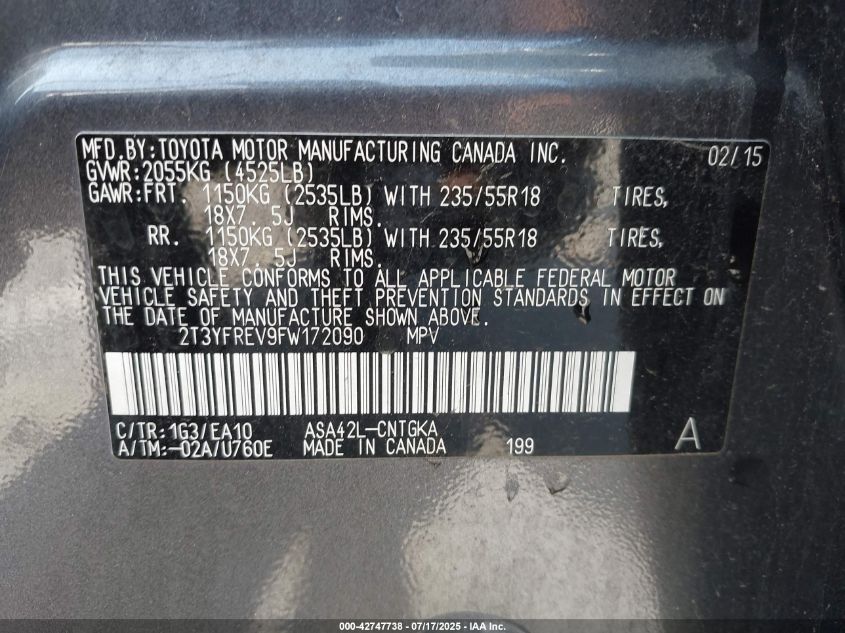 MFD.BY:TOYOTA MOTOR MANUFACTURING CANADA INC. 02/15
GVWR:2055KG (4525LB)
GAWR:FRT. 1150KG (2535LB) WITH 235/55R18 TIRES,
18X7 5J RIMS.
RR. 1150KG (2535LB) WITH 235/55R18 TIRES,
18X7 5J RIMS.
THIS VEHICLE CONFORMS TO ALL APPLICABLE FEDERAL MOTOR
VEHICLE SAFETY AND THEFT PREVENTION STANDARDS IN EFFECT ON
THE DATE OF MANUFACTURE SHOWN ABOVE.
2T3YFREV9FW172090 MPV
C/TR:1G3/EA10 ASA42L-CNTGKA A
A/TM:-02A/U760E MADE IN CANADA 199
000-42747738 - 07/17/2025 - IAA Inc.